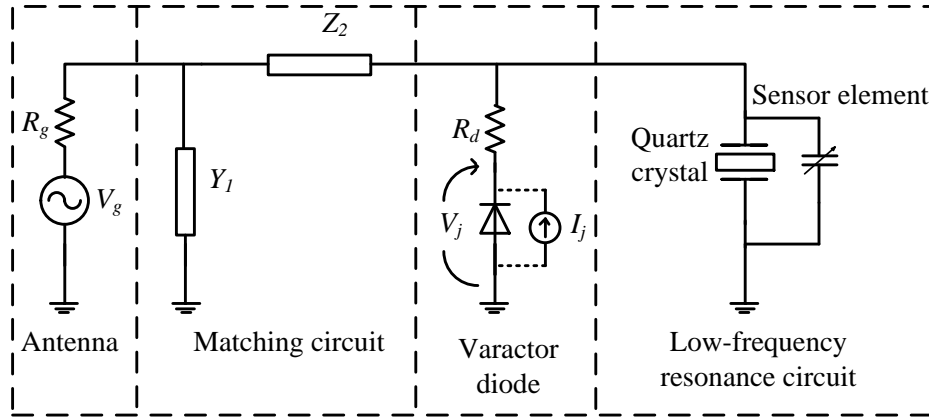 Z2
Rg
Vg
Y1
Rd
Vj
Ij
Sensor element
Quartz
crystal
Antenna
Matching circuit
Varactor
diode
Low-frequency
resonance circuit